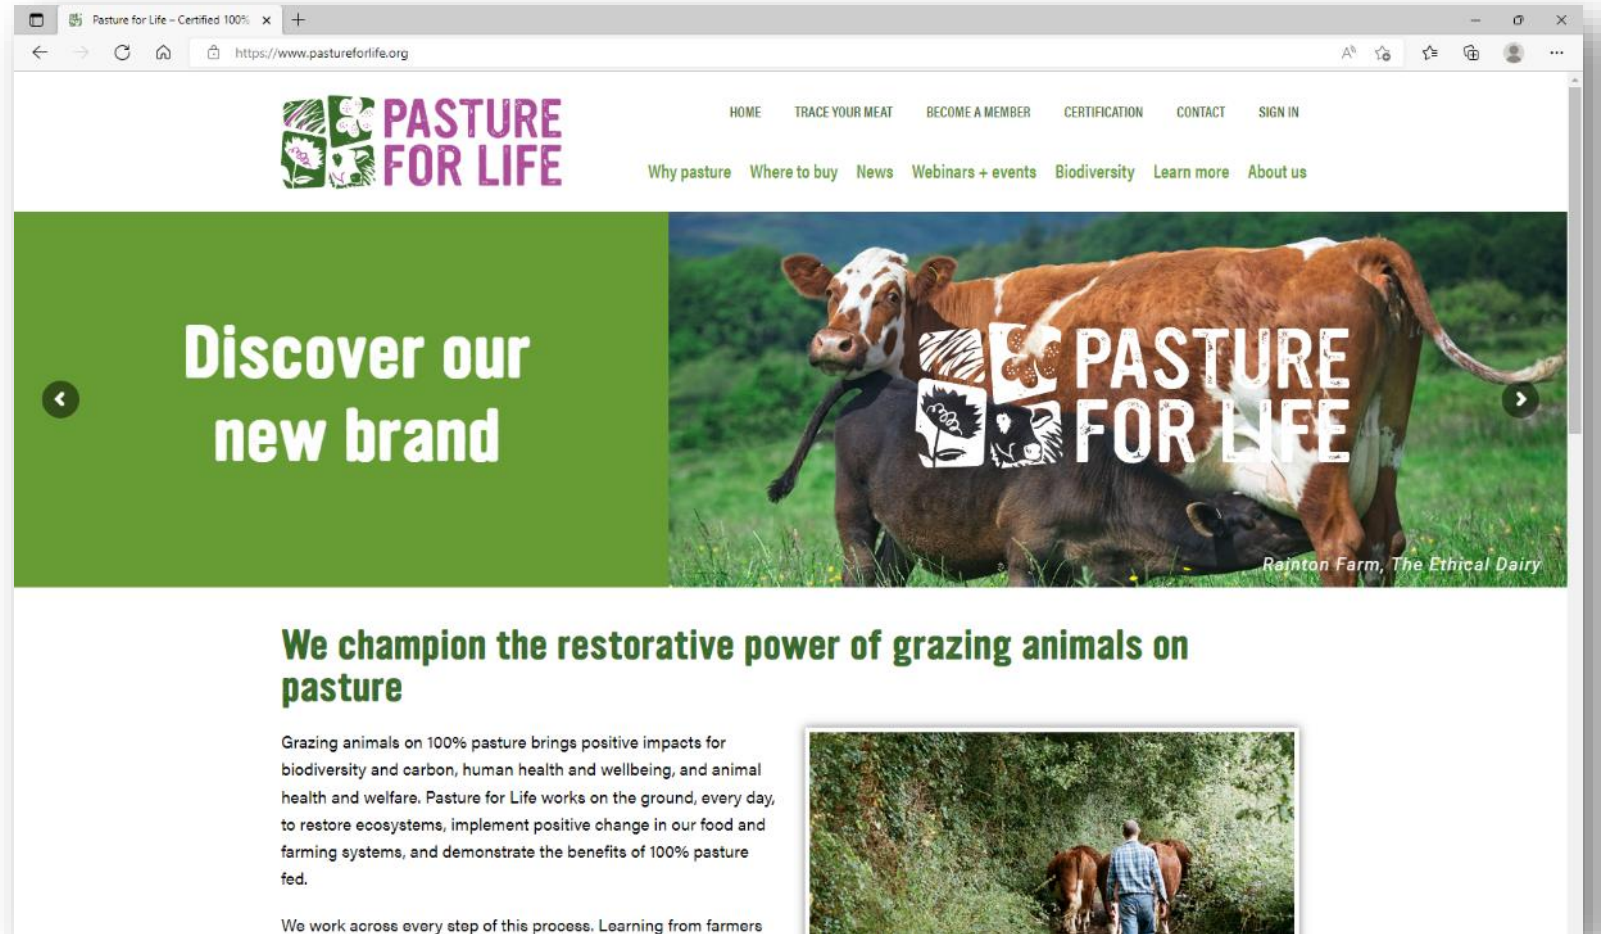 Pasture for Life – Certified 100%
https://www.pastureforlife.org
PASTURE
FOR LIFE
HOME TRACE YOUR MEAT BECOME A MEMBER CERTIFICATION CONTACT SIGN IN
Why pasture Where to buy News Webinars + events Biodiversity Learn more About us
Discover our
new brand
PASTURE
FOR LIFE
Rainton Farm, The Ethical Dairy
We champion the restorative power of grazing animals on
pasture
Grazing animals on 100% pasture brings positive impacts for
biodiversity and carbon, human health and wellbeing, and animal
health and welfare. Pasture for Life works on the ground, every day,
to restore ecosystems, implement positive change in our food and
farming systems, and demonstrate the benefits of 100% pasture
fed.
We work across every step of this process. Learning from farmers